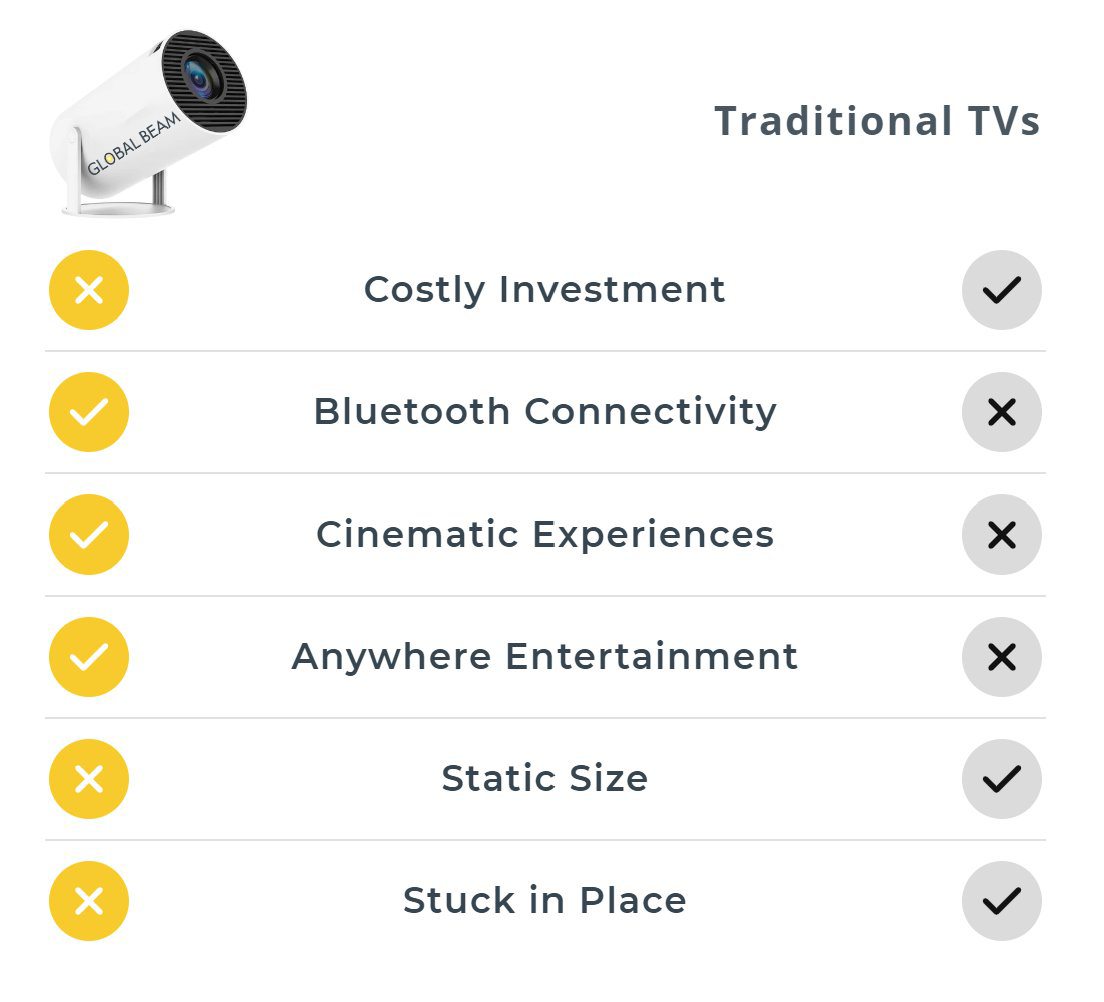 GLOBAL BEAM
Traditional TVs
Costly Investment
Bluetooth Connectivity
Cinematic Experiences
Anywhere Entertainment
Static Size
Stuck in Place